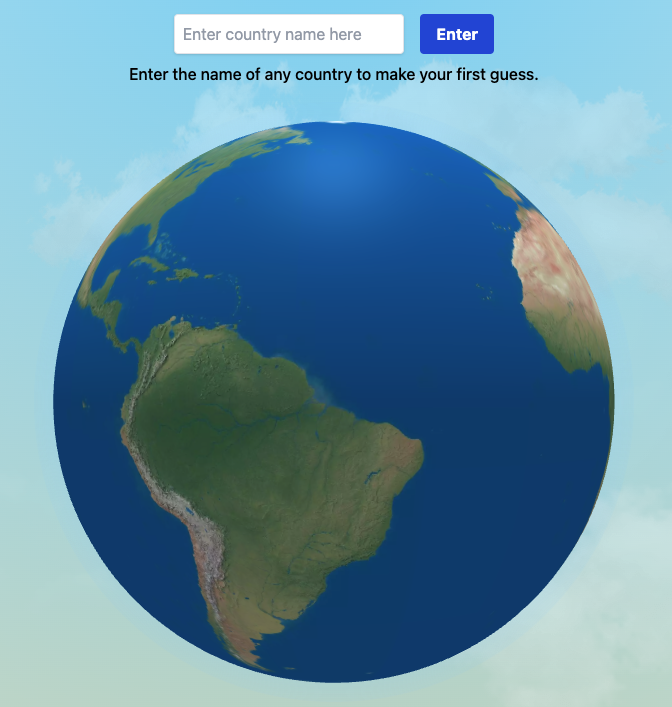 Enter country name here
Enter
Enter the name of any country to make your first guess.